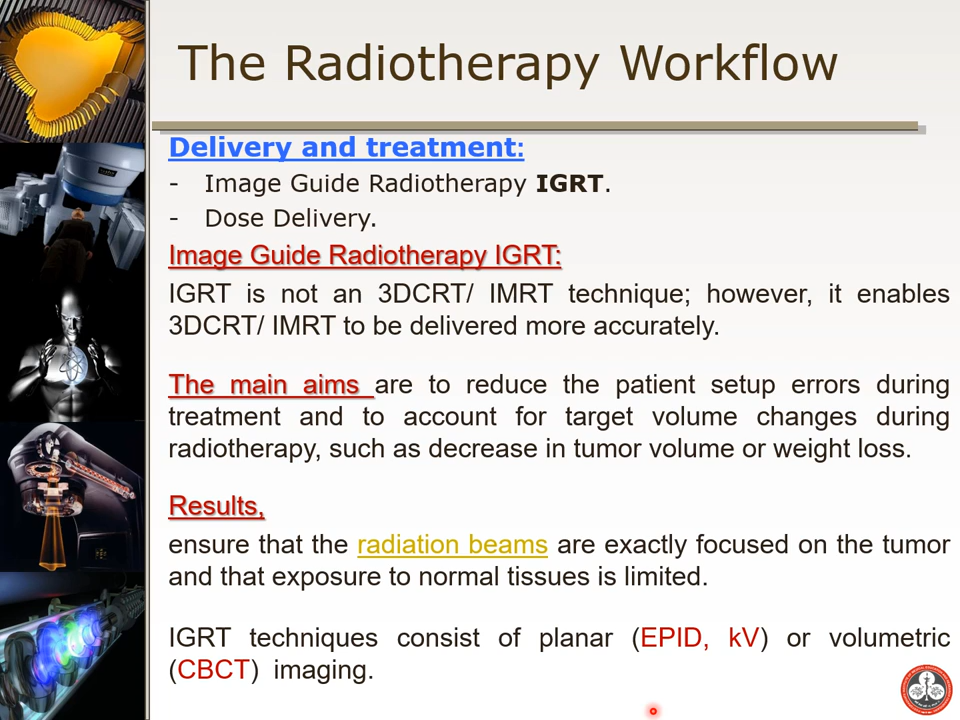 The Radiotherapy Workflow
Delivery and treatment:
- Image Guide Radiotherapy IGRT.
- Dose Delivery.
Image Guide Radiotherapy IGRT:
IGRT is not an 3DCRT/ IMRT technique; however, it enables
3DCRT/ IMRT to be delivered more accurately.
The main aims are to reduce the patient setup errors during
treatment and to account for target volume changes during
radiotherapy, such as decrease in tumor volume or weight loss.
Results,
ensure that the radiation beams are exactly focused on the tumor
and that exposure to normal tissues is limited.
IGRT techniques consist of planar (EPID, kV) or volumetric
(CBCT) imaging.